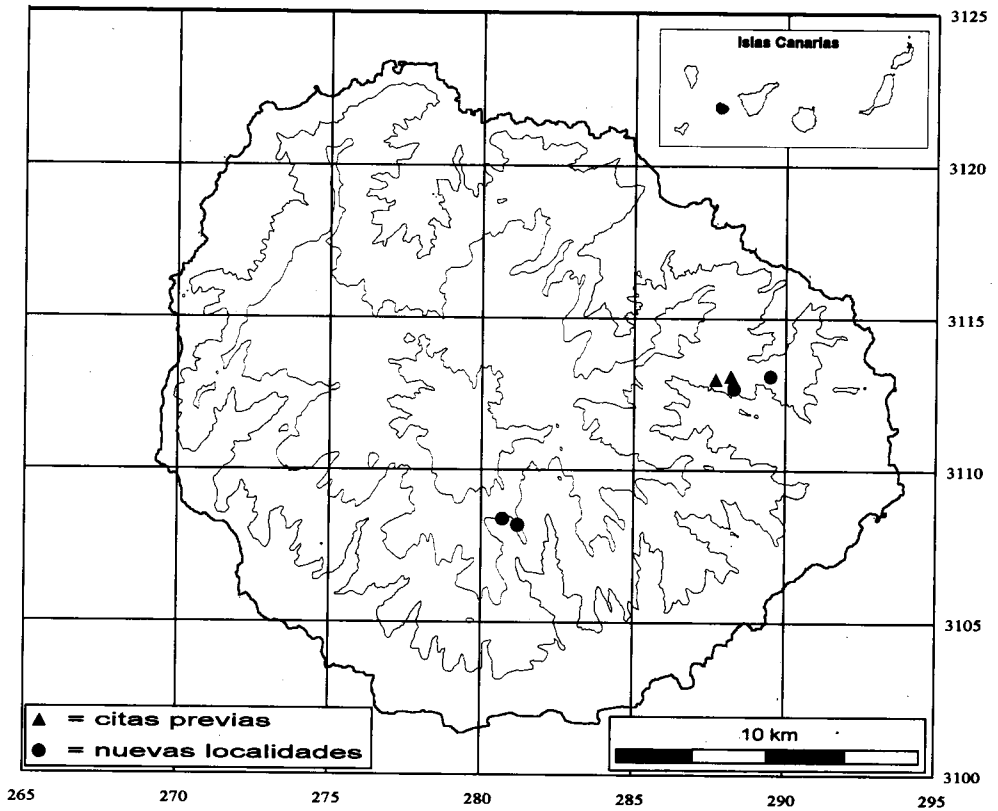 3125
Islas Canarias
3120
3115
3110
3105
▲ = citas previas
● = nuevas localidades
10 km
3100
265 270 275 280 285 290 295